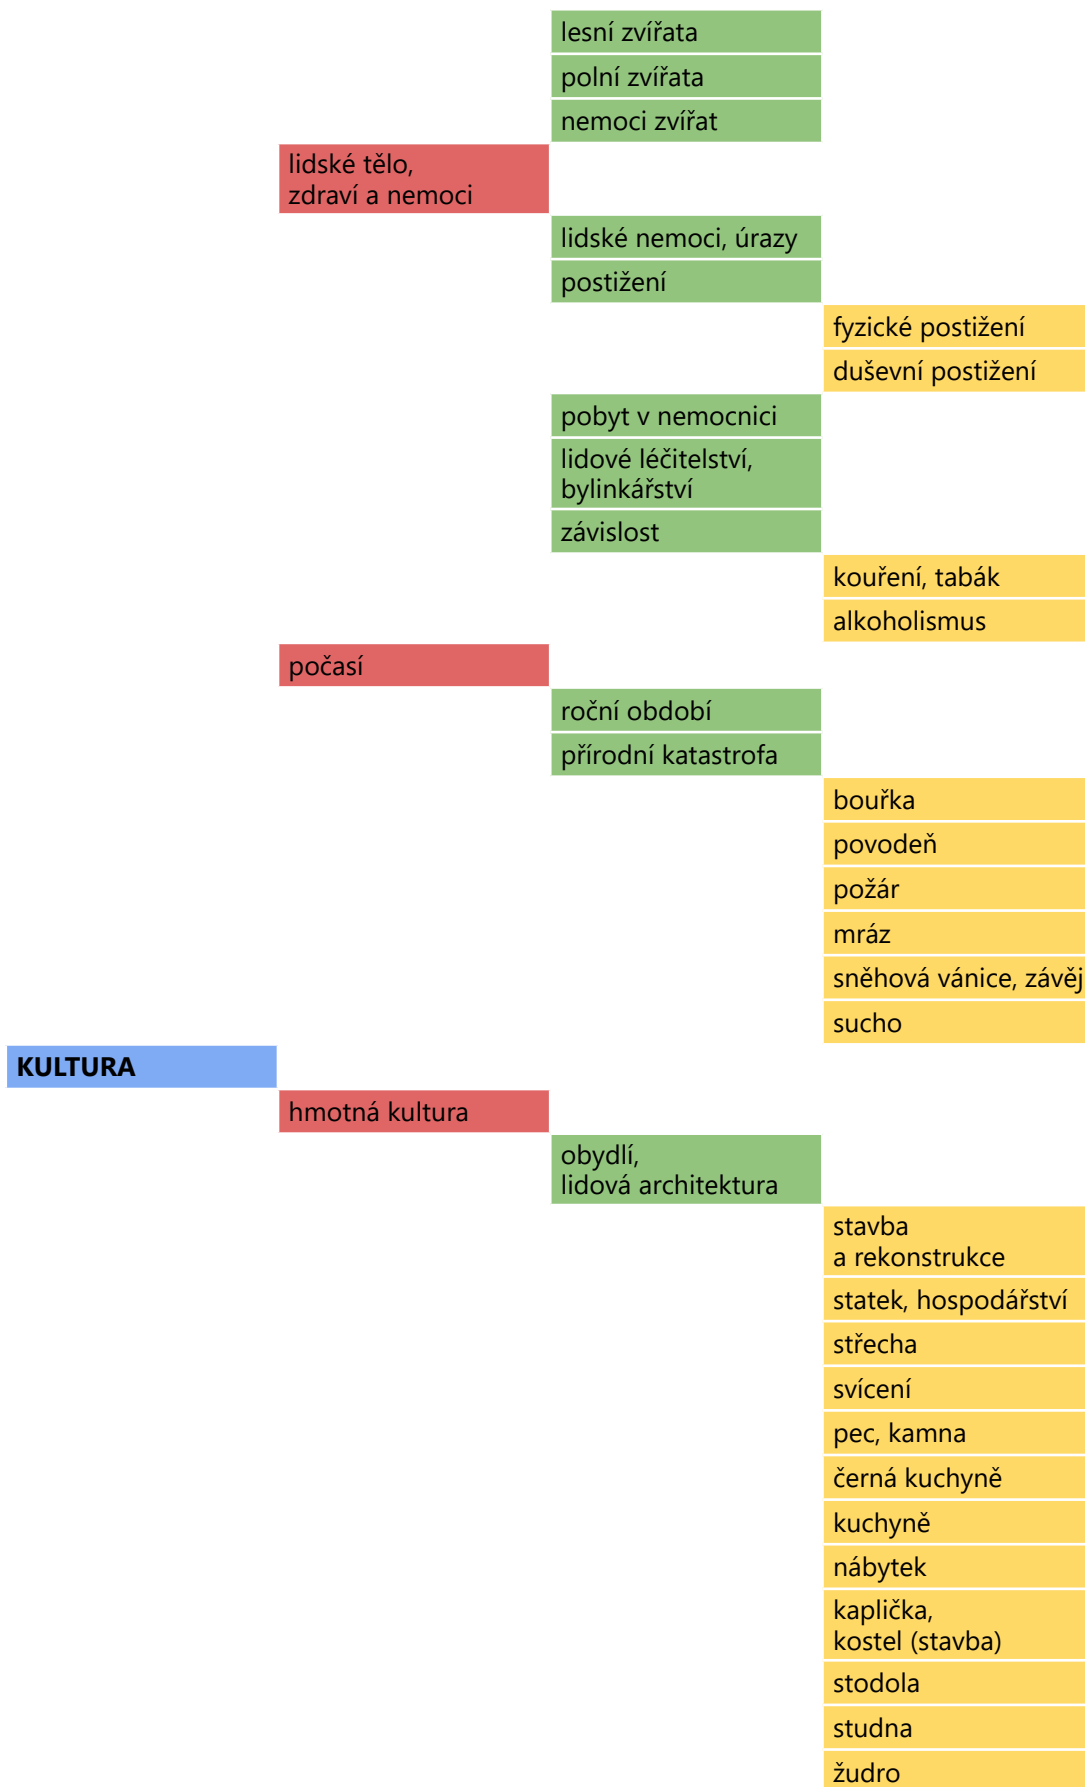 lesní zvířata
polní zvířata
nemoci zvířat
lidské tělo,
zdraví a nemoci
lidské nemoci, úrazy
postižení
fyzické postižení
duševní postižení
pobyt v nemocnici
lidové léčitelství,
bylinkářství
závislost
kouření, tabák
alkoholismus
počasí
roční období
přírodní katastrofa
bouřka
povodeň
požár
mráz
sněhová vánice, závěj
sucho
KULTURA
hmotná kultura
obydlí,
lidová architektura
stavba
a rekonstrukce
statek, hospodářství
střecha
svícení
pec, kamna
černá kuchyně
kuchyně
nábytek
kaplička,
kostel (stavba)
stodola
studna
žudro